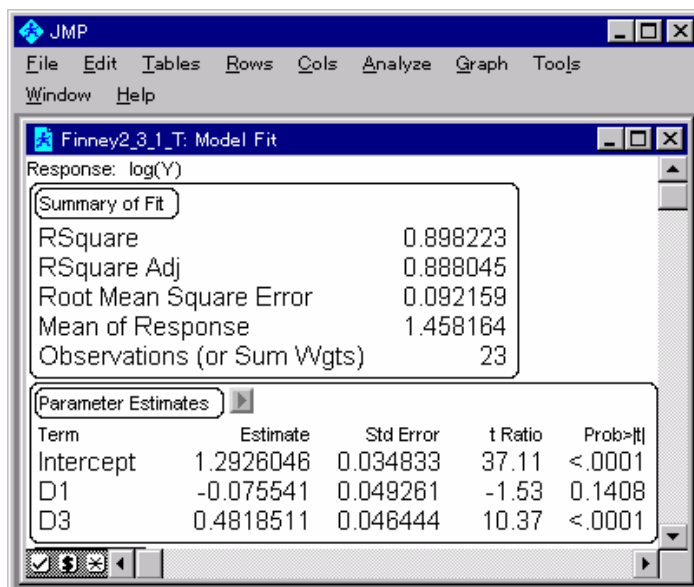 JMP
File Edit Tables Rows Cols Analyze Graph Tools
Window Help
Finney2_3_1_T: Model Fit
Response: log(Y)
Summary of Fit
RSquare 0.898223
RSquare Adj 0.888045
Root Mean Square Error 0.092159
Mean of Response 1.458164
Observations (or Sum Wgts) 23
Parameter Estimates
Term Estimate Std Error t Ratio Prob>|t|
Intercept 1.2926046 0.034833 37.11 <.0001
D1 -0.075541 0.049261 -1.53 0.1408
D3 0.4818511 0.046444 10.37 <.0001